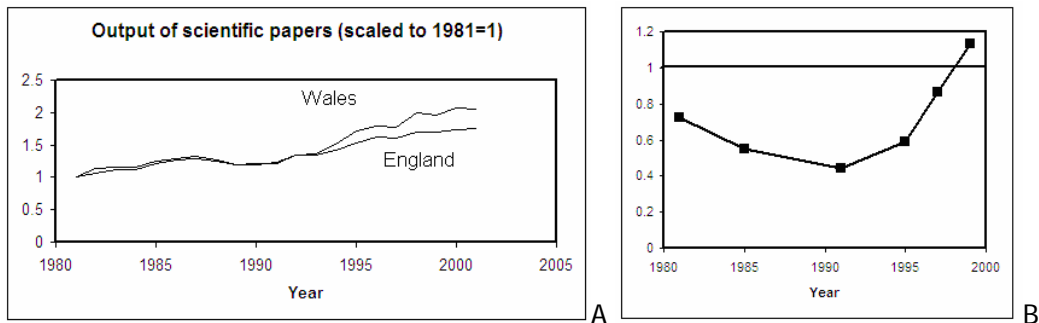 Output of scientific papers (scaled to 1981=1)
2.5
2
1.5
1
0.5
0
Wales
England
1980 1985 1990 1995 2000 2005
Year
A
1.2
1
0.8
0.6
0.4
0.2
0
1980 1985 1990 1995 2000
Year
B